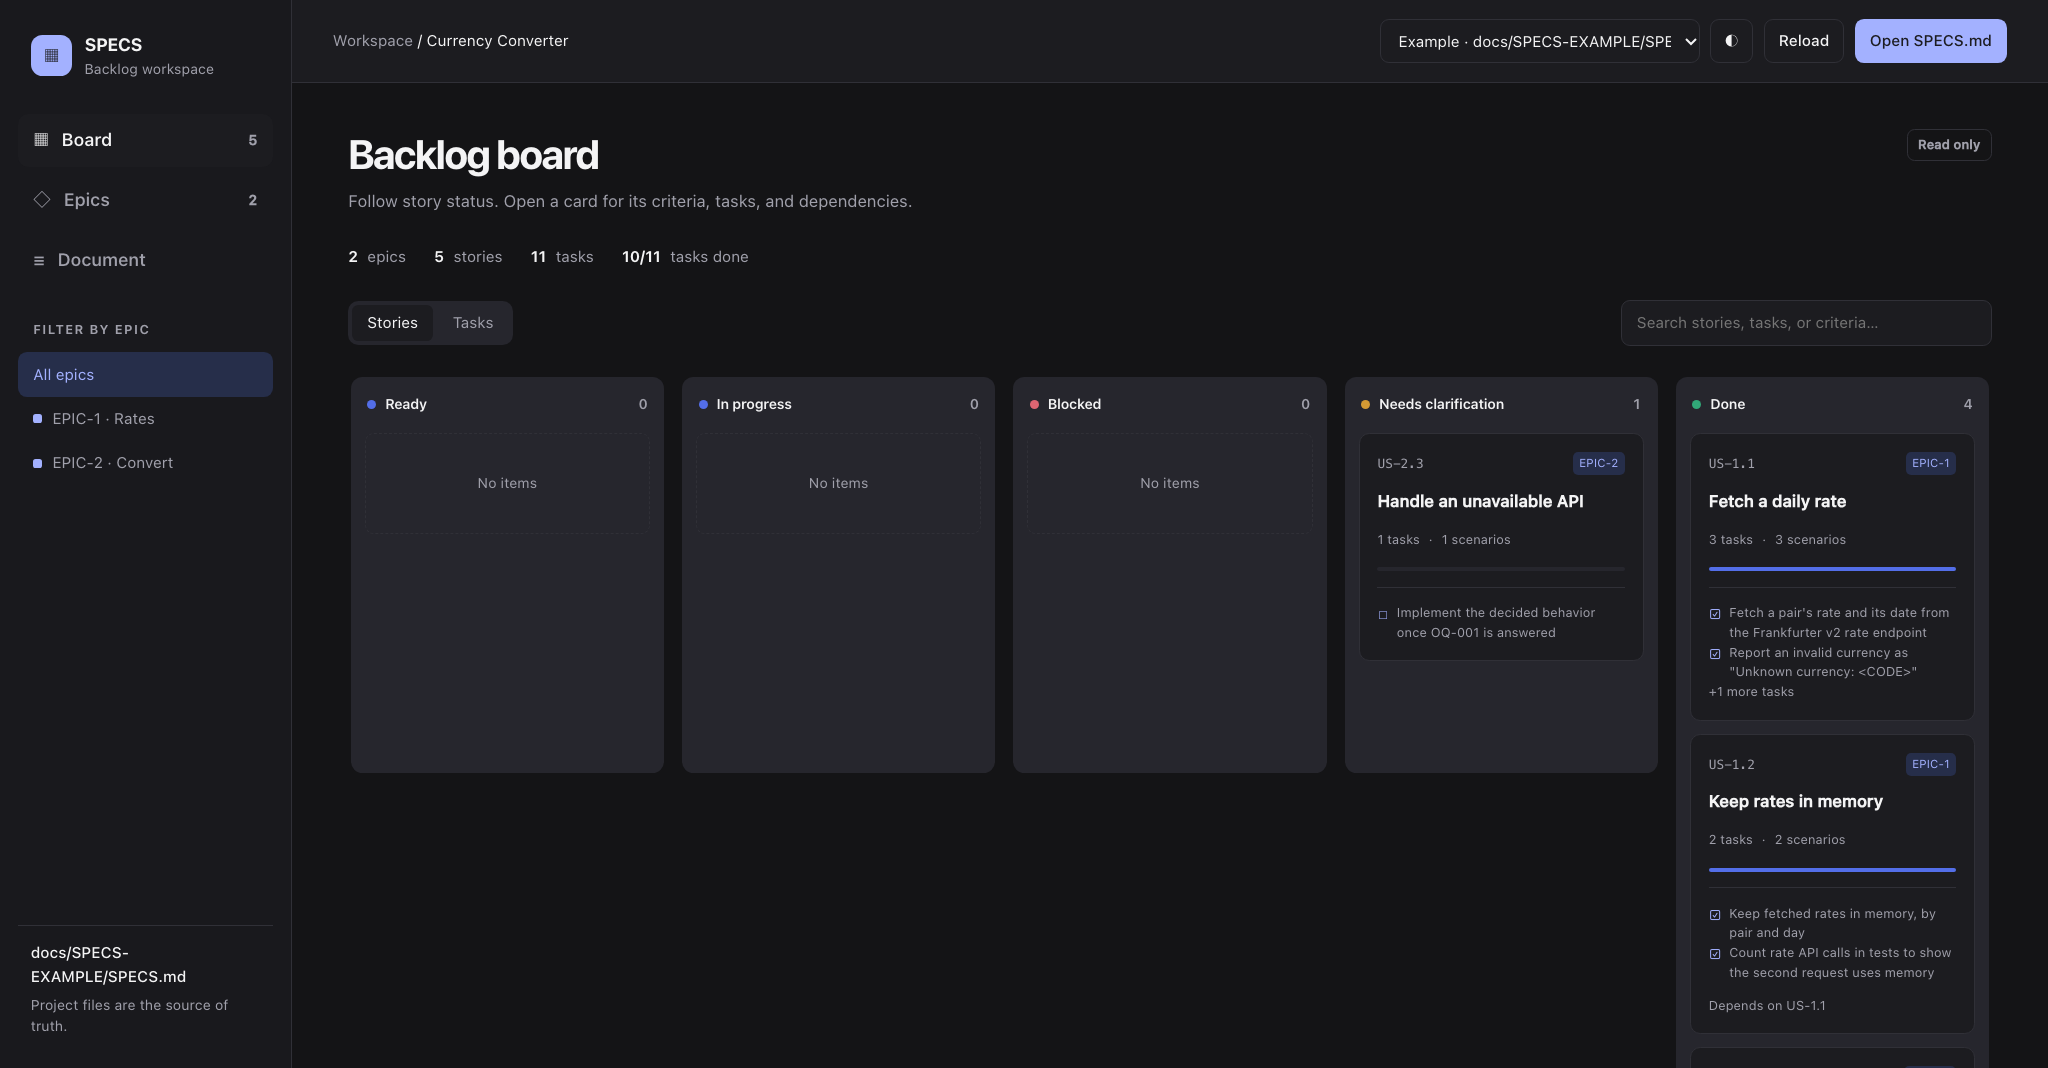 SPECS
Backlog workspace
Board 5
Epics 2
Document
FILTER BY EPIC
All epics
EPIC-1 · Rates
EPIC-2 · Convert
docs/SPECS-
EXAMPLE/SPECS.md
Project files are the source of
truth.
Workspace / Currency Converter
Example · docs/SPECS-EXAMPLE/SPE
Reload
Open SPECS.md
Backlog board
Read only
Follow story status. Open a card for its criteria, tasks, and dependencies.
2 epics 5 stories 11 tasks 10/11 tasks done
Stories Tasks
Search stories, tasks, or criteria...
Ready 0
No items
In progress 0
No items
Blocked 0
No items
Needs clarification 1
US-2.3 EPIC-2
Handle an unavailable API
1 tasks · 1 scenarios
Implement the decided behavior
once OQ-001 is answered
Done 4
US-1.1 EPIC-1
Fetch a daily rate
3 tasks · 3 scenarios
Fetch a pair's rate and its date from
the Frankfurter v2 rate endpoint
Report an invalid currency as
"Unknown currency: <CODE>"
+1 more tasks
US-1.2 EPIC-1
Keep rates in memory
2 tasks · 2 scenarios
Keep fetched rates in memory, by
pair and day
Count rate API calls in tests to show
the second request uses memory
Depends on US-1.1